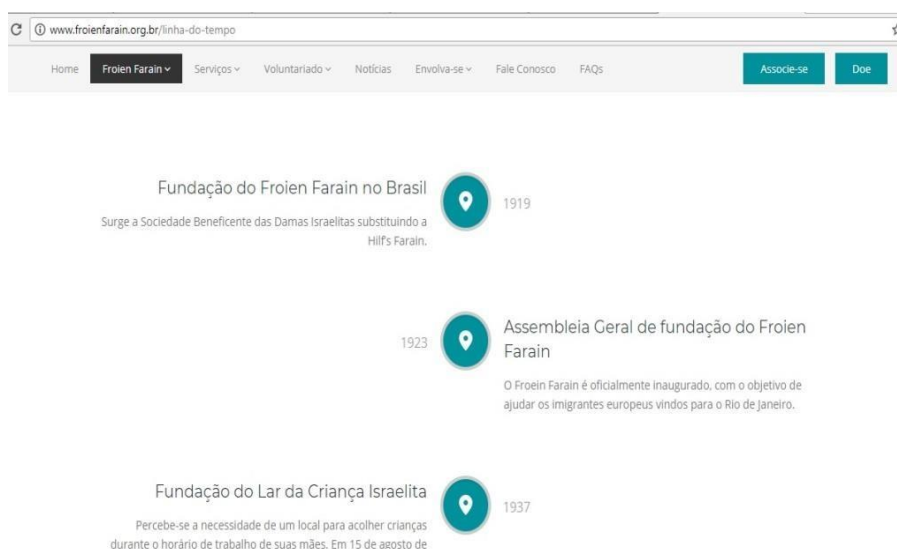 www.froienfarain.org.br/linha-do-tempo
Home Froien Farain Serviços Voluntariado Notícias Envolva-se Fale Conosco FAQs Associe-se Doe
Fundação do Froien Farain no Brasil
1919
Surge a Sociedade Beneficente das Damas Israelitas substituindo a
Hilf's Farain.
1923
Assembleia Geral de fundação do Froien
Farain
O Froein Farain é oficialmente inaugurado, com o objetivo de
ajudar os imigrantes europeus vindos para o Rio de Janeiro.
Fundação do Lar da Criança Israelita
1937
Percebe-se a necessidade de um local para acolher crianças
durante o horário de trabalho de suas mães. Em 15 de agosto de